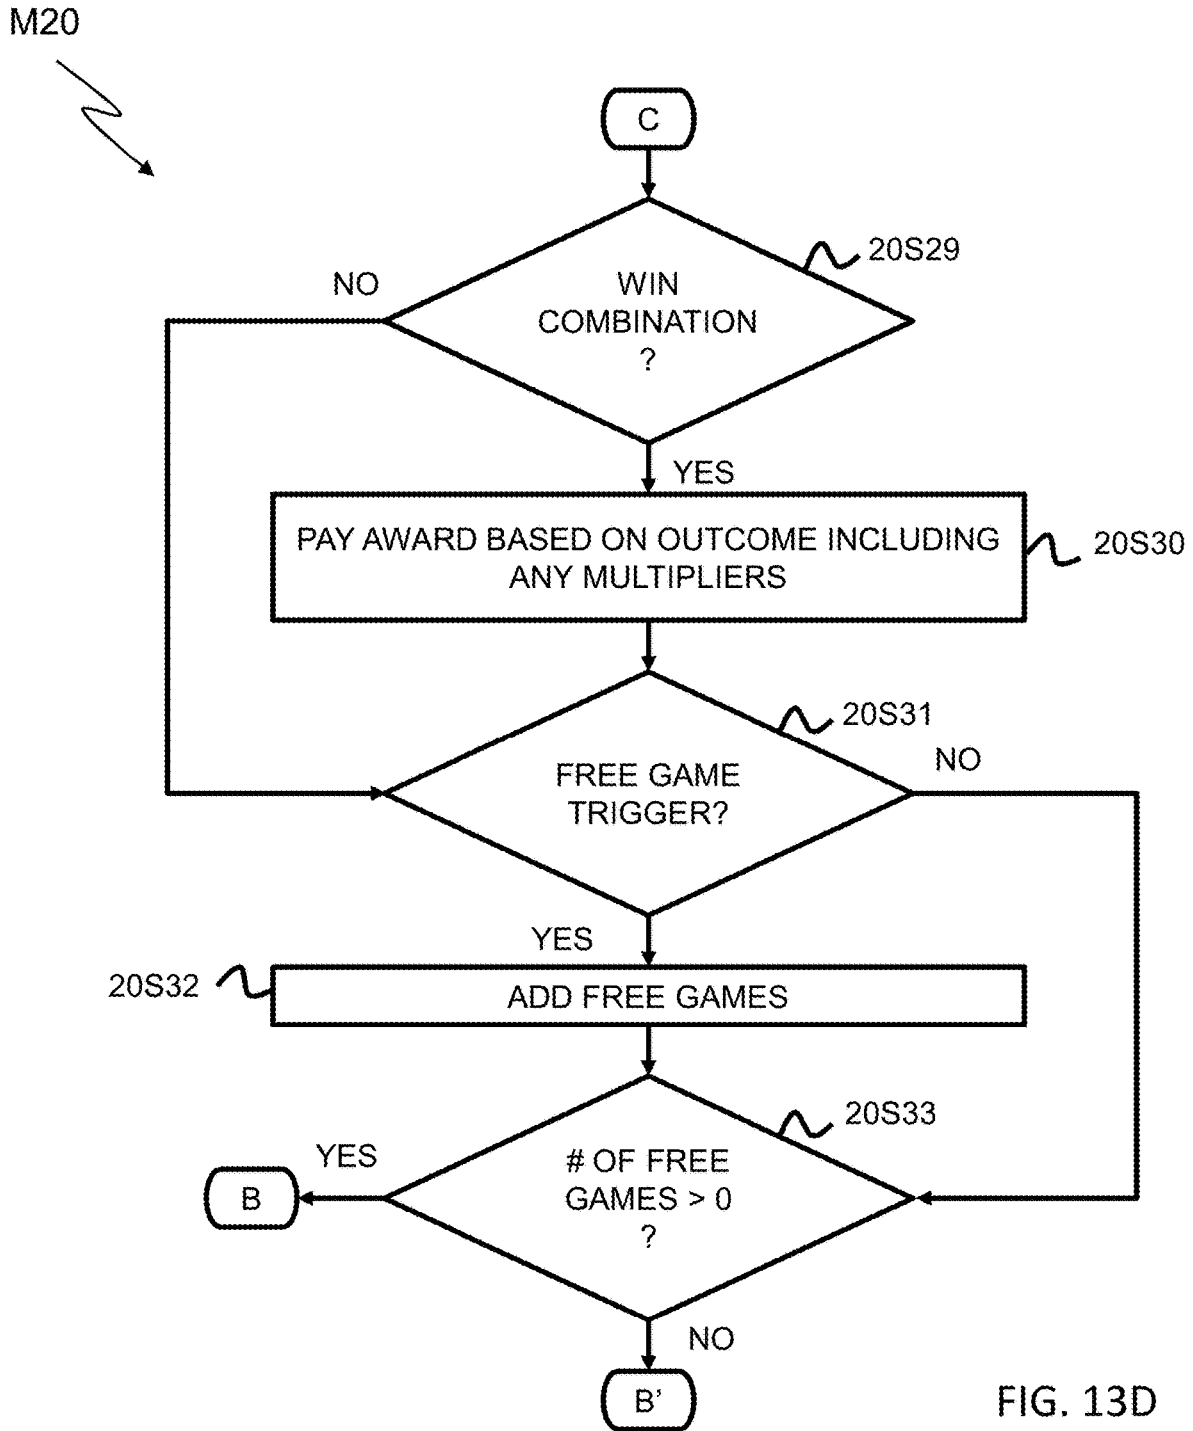 M20
C
20S29
NO
WIN
COMBINATION
?
YES
PAY AWARD BASED ON OUTCOME INCLUDING
ANY MULTIPLIERS
20S30
20S31
NO
FREE GAME
TRIGGER?
YES
20S32
ADD FREE GAMES
20S33
YES
# OF FREE
GAMES > 0
?
B
NO
B’
FIG. 13D